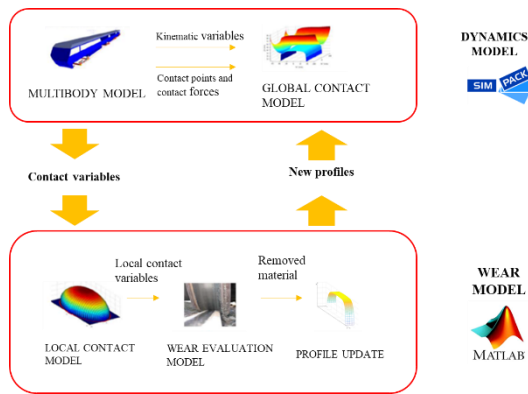 Kinematic variables
Contact points and
contact forces
MULTIBODY MODEL
GLOBAL CONTACT
MODEL
DYNAMICS
MODEL
SIM
PACK
Contact variables
New profiles
Local contact
variables
Removed
material
LOCAL CONTACT
MODEL
WEAR EVALUATION
MODEL
PROFILE UPDATE
WEAR
MODEL
MATLAB